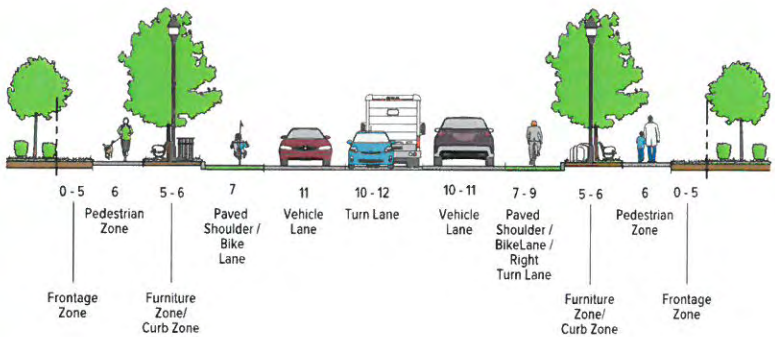 0 - 5 6 5 - 6 7 11 10 - 12 10 - 11 7 - 9 5 - 6 6 0 - 5
Pedestrian
Zone
Paved
Shoulder /
Bike
Lane
Vehicle
Lane
Turn Lane
Vehicle
Lane
Paved
Shoulder /
BikeLane /
Right
Turn Lane
Pedestrian
Zone
Frontage
Zone
Furniture
Zone/
Curb Zone
Furniture
Zone/
Curb Zone
Frontage
Zone